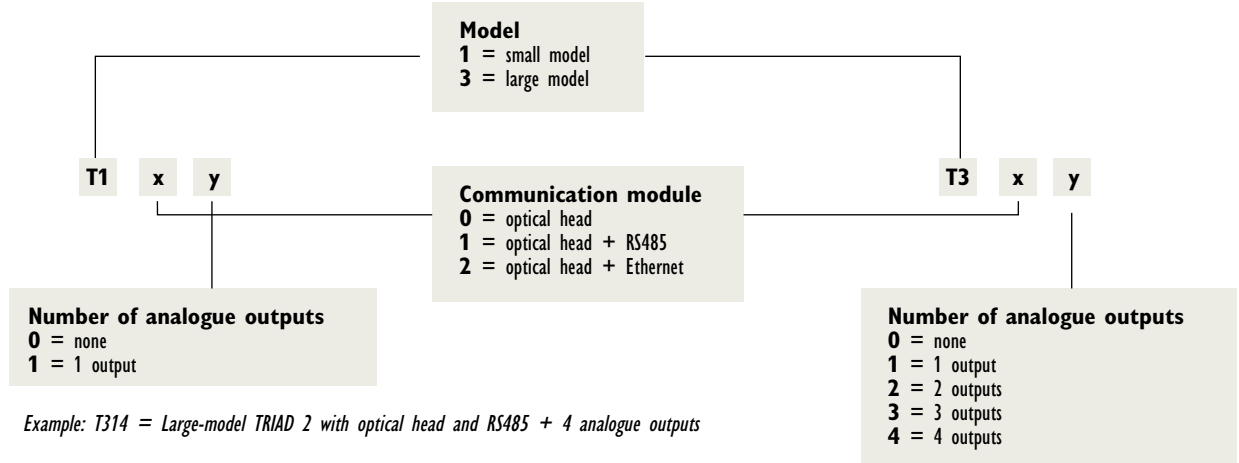 Model
1 = small model
3 = large model
T1 x y
T3 x y
Communication module
0 = optical head
1 = optical head + RS485
2 = optical head + Ethernet
Number of analogue outputs
0 = none
1 = 1 output
Number of analogue outputs
0 = none
1 = 1 output
2 = 2 outputs
3 = 3 outputs
4 = 4 outputs
Example: T314 = Large-model TRIAD 2 with optical head and RS485 + 4 analogue outputs